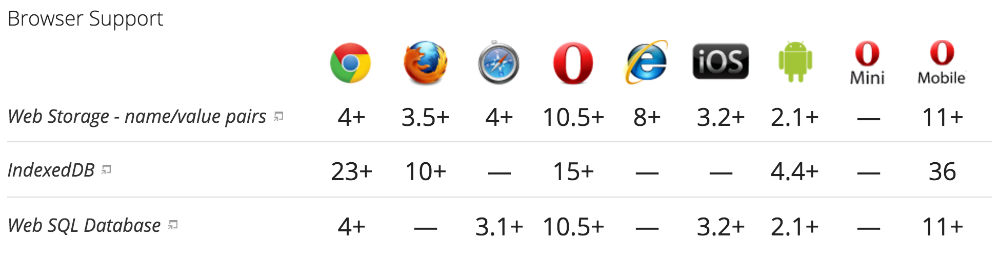 Browser Support
iOS
Mini
Mobile
Web Storage - name/value pairs 4+ 3.5+ 4+ 10.5+ 8+ 3.2+ 2.1+ — 11+
IndexedDB 23+ 10+ — 15+ — — 4.4+ — 36
Web SQL Database 4+ — 3.1+ 10.5+ — 3.2+ 2.1+ — 11+